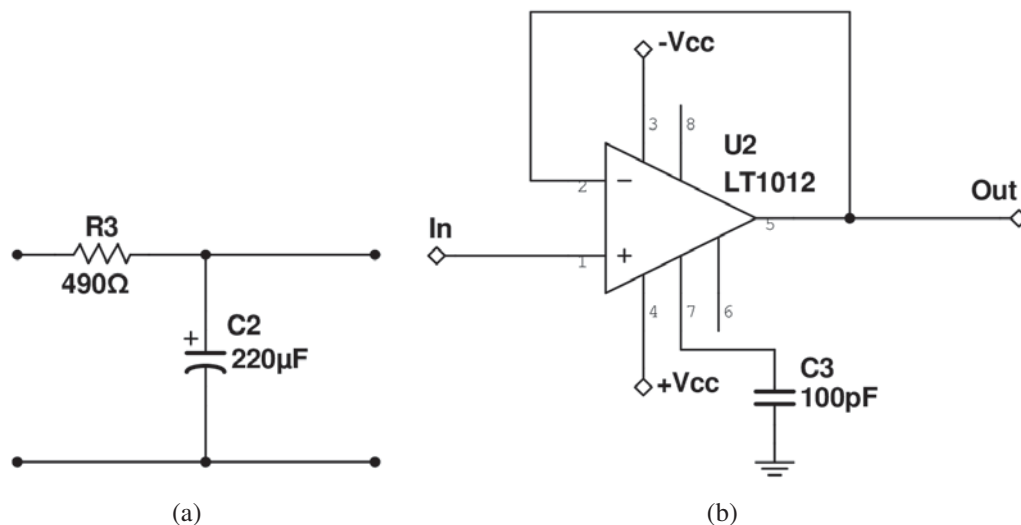 -Vcc
3
8
U2
LT1012
2
−
Out
5
In
+
1
R3
490Ω
4
7
6
+
C2
220µF
+Vcc
C3
100pF
(a)
(b)